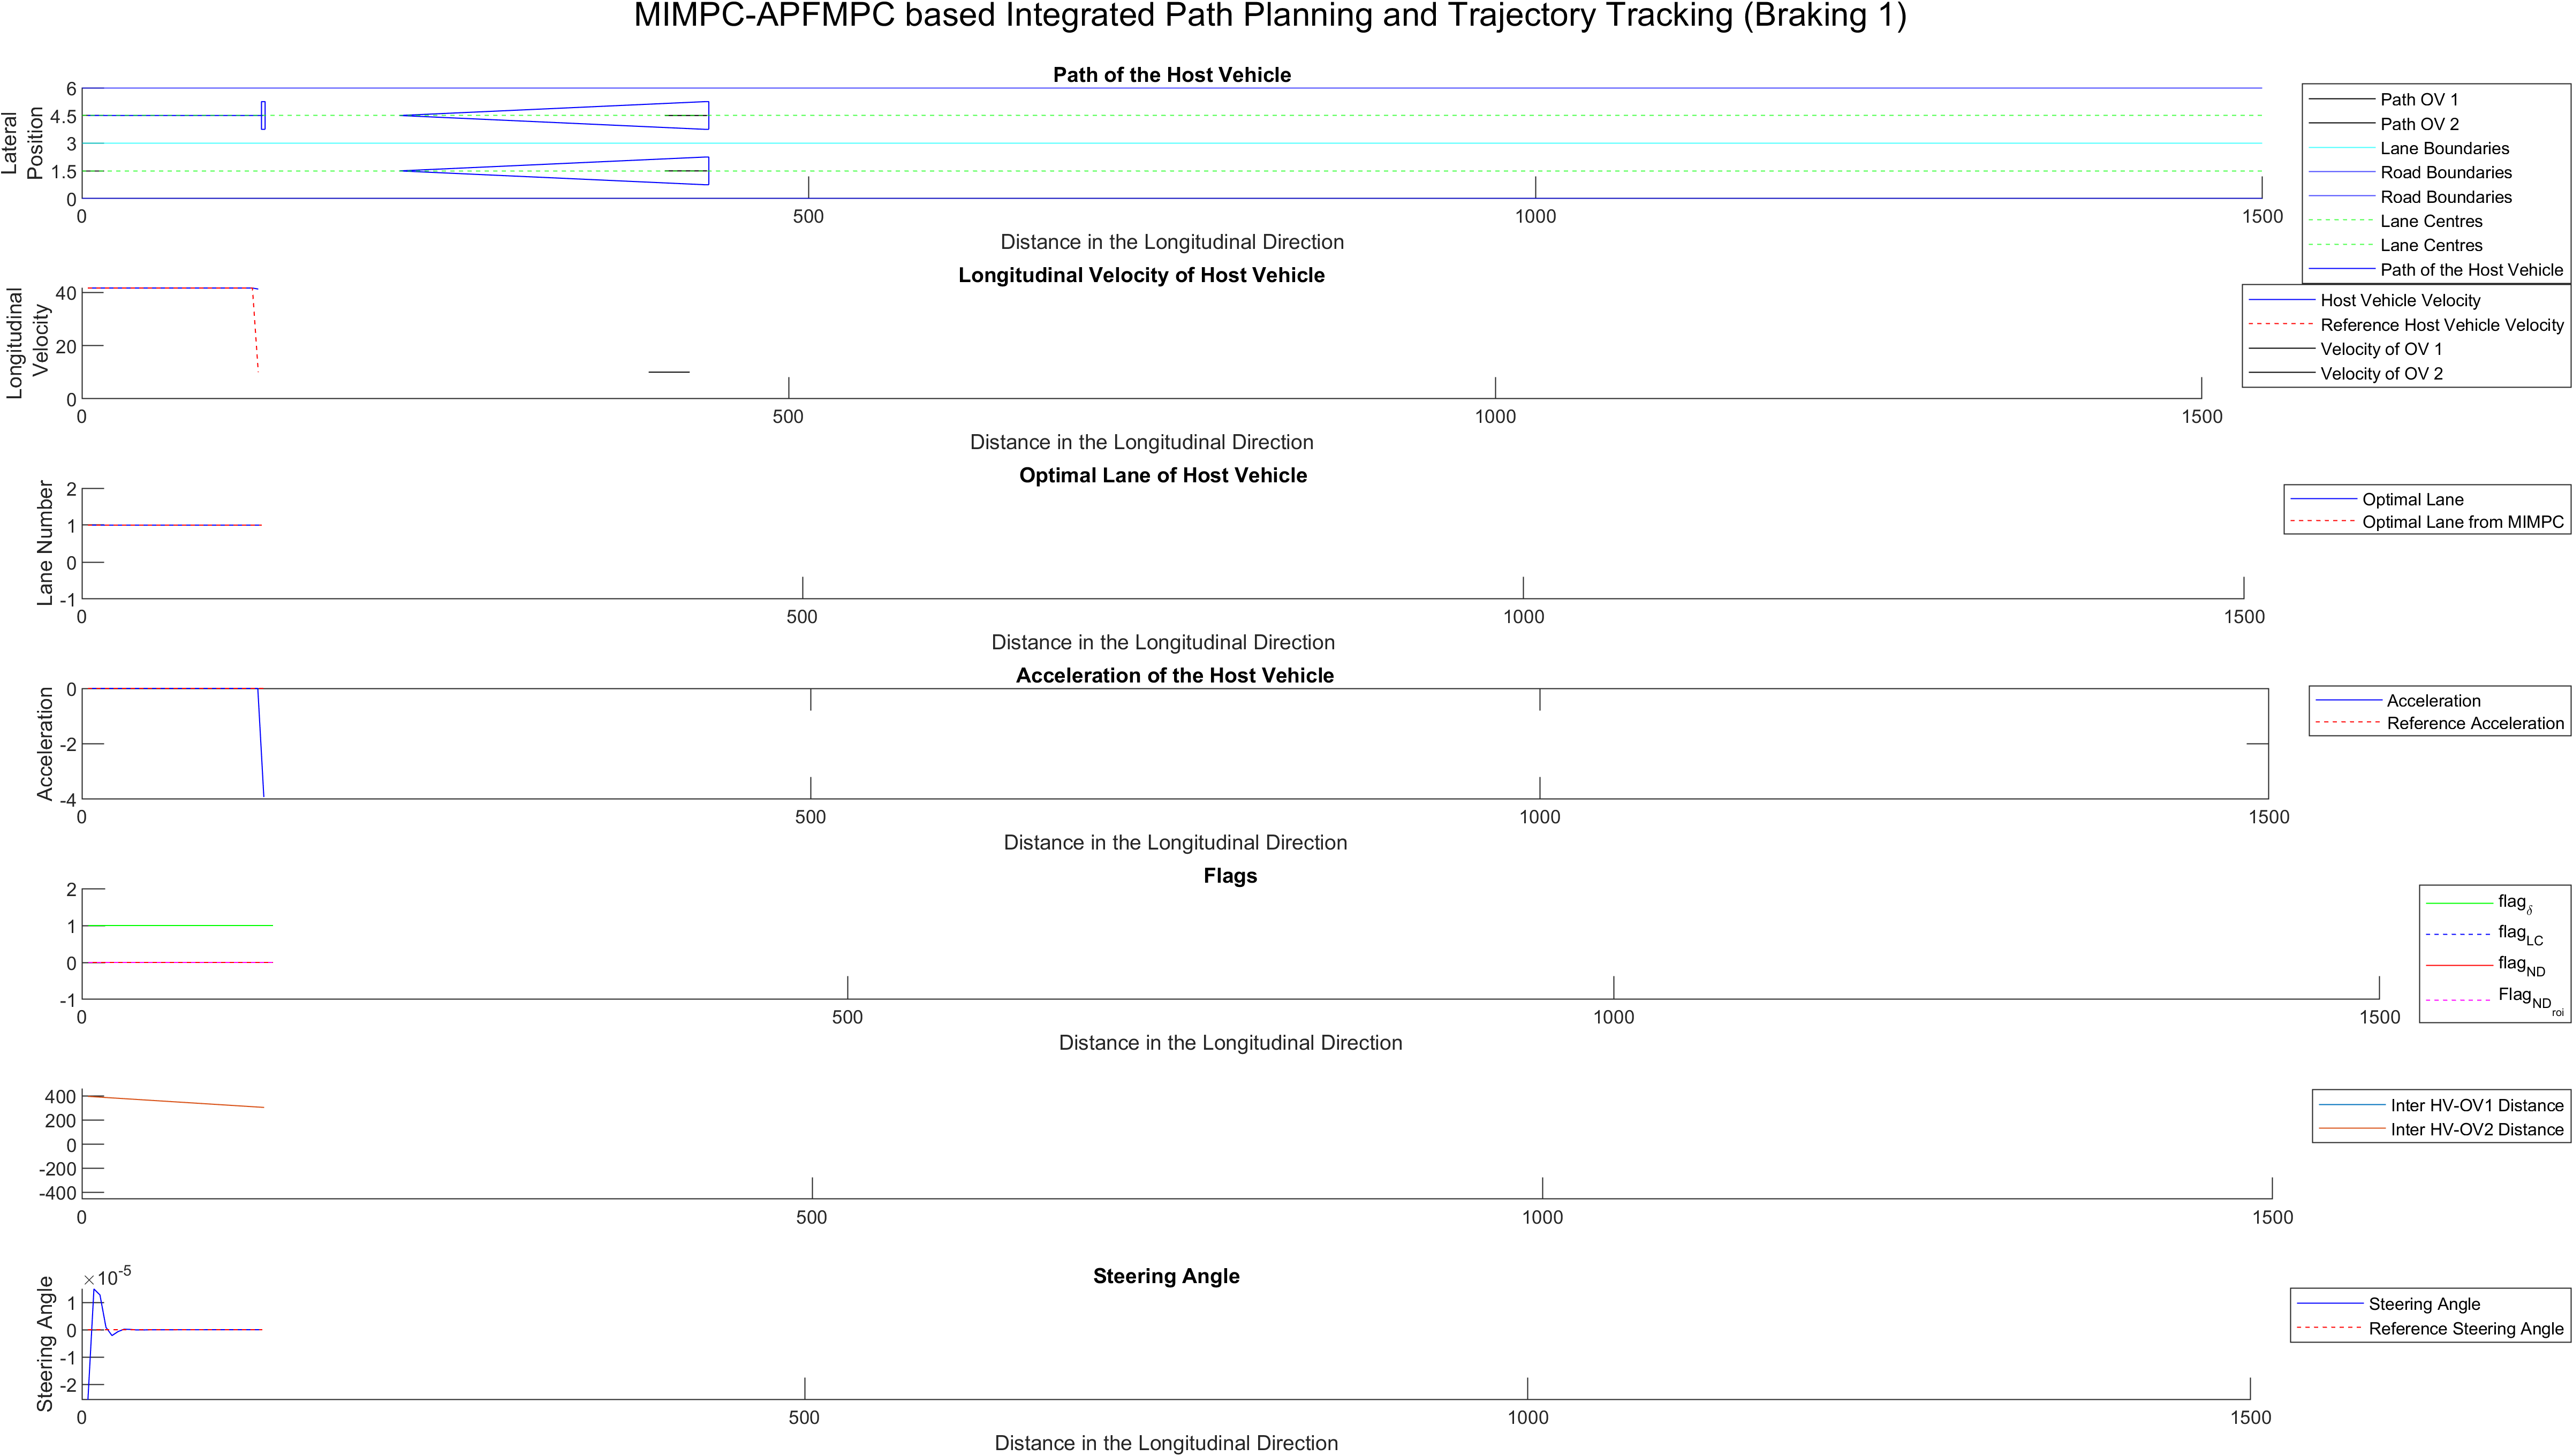 MIMPC-APFMPC based Integrated Path Planning and Trajectory Tracking (Braking 1)
Path of the Host Vehicle
Lateral
Position
6
4.5
3
1.5
0
0
500
1000
1500
Distance in the Longitudinal Direction
Path OV 1
Path OV 2
Lane Boundaries
Road Boundaries
Road Boundaries
Lane Centres
Lane Centres
Path of the Host Vehicle
Longitudinal Velocity of Host Vehicle
Longitudinal
Velocity
40
20
0
0
500
1000
1500
Distance in the Longitudinal Direction
Host Vehicle Velocity
Reference Host Vehicle Velocity
Velocity of OV 1
Velocity of OV 2
Optimal Lane of Host Vehicle
Lane Number
2
1
0
-1
0
500
1000
1500
Distance in the Longitudinal Direction
Optimal Lane
Optimal Lane from MIMPC
Acceleration of the Host Vehicle
Acceleration
0
-2
-4
0
500
1000
1500
Distance in the Longitudinal Direction
Acceleration
Reference Acceleration
Flags
2
1
0
-1
0
500
1000
1500
Distance in the Longitudinal Direction
flag_δ
flag_LC
flag_ND
Flag_ND_roi
400
200
0
-200
-400
0
500
1000
1500
Inter HV-OV1 Distance
Inter HV-OV2 Distance
Steering Angle
Steering Angle
×10^-5
1
0
-1
-2
0
500
1000
1500
Distance in the Longitudinal Direction
Steering Angle
Reference Steering Angle